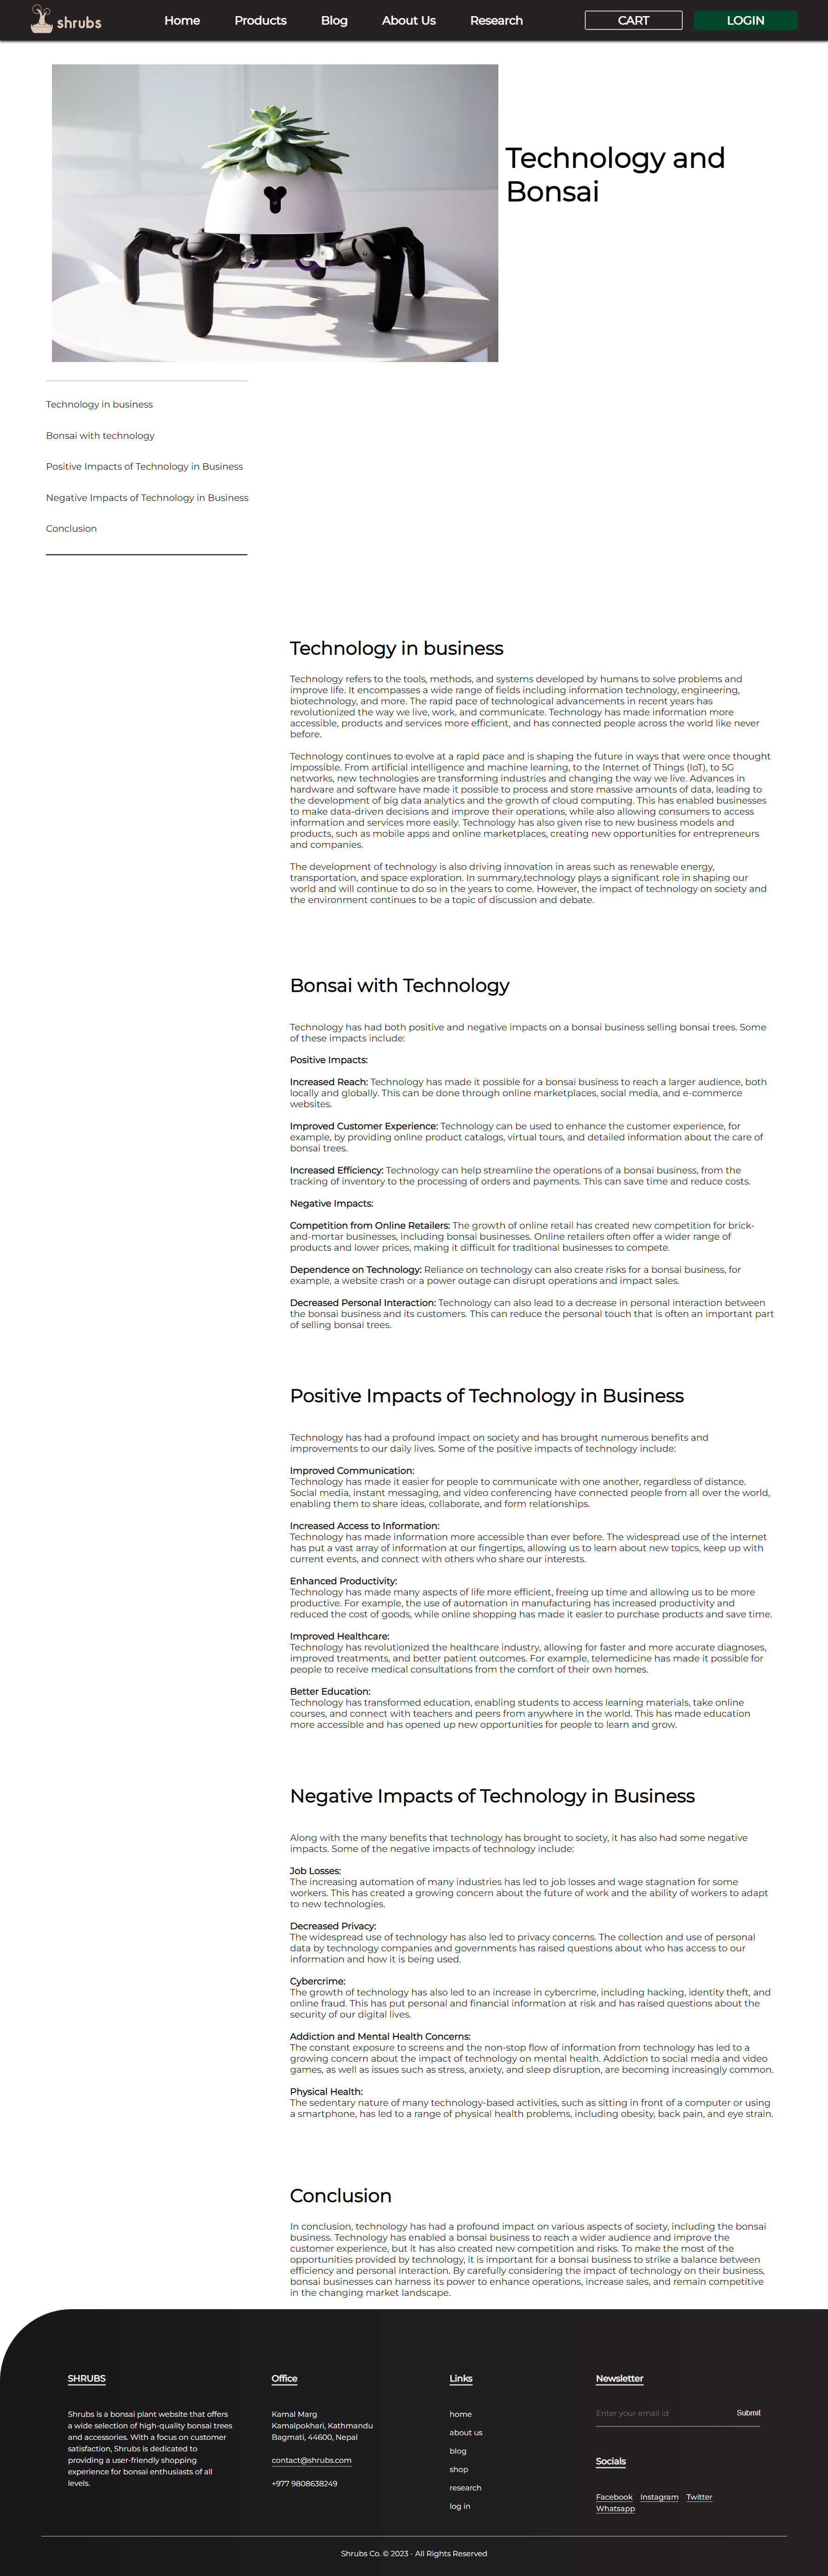 shrubs
Home
Products
Blog
About Us
Research
CART
LOGIN
Technology and
Bonsai
Technology in business
Bonsai with technology
Positive Impacts of Technology in Business
Negative Impacts of Technology in Business
Conclusion
Technology in business
Technology refers to the tools, methods, and systems developed by humans to solve problems and
improve life. It encompasses a wide range of fields including information technology, engineering,
biotechnology, and more. The rapid pace of technological advancements in recent years has
revolutionized the way we live, work, and communicate. Technology has made information more
accessible, products and services more efficient, and has connected people across the world like never
before.
Technology continues to evolve at a rapid pace and is shaping the future in ways that were once thought
impossible. From artificial intelligence and machine learning, to the Internet of Things (IoT), to 5G
networks, new technologies are transforming industries and changing the way we live. Advances in
hardware and software have made it possible to process and store massive amounts of data, leading to
the development of big data analytics and the growth of cloud computing. This has enabled businesses
to make data-driven decisions and improve their operations, while also allowing consumers to access
information and services more easily. Technology has also given rise to new business models and
products, such as mobile apps and online marketplaces, creating new opportunities for entrepreneurs
and companies.
The development of technology is also driving innovation in areas such as renewable energy,
transportation, and space exploration. In summary,technology plays a significant role in shaping our
world and will continue to do so in the years to come. However, the impact of technology on society and
the environment continues to be a topic of discussion and debate.
Bonsai with Technology
Technology has had both positive and negative impacts on a bonsai business selling bonsai trees. Some
of these impacts include:
Positive Impacts:
Increased Reach: Technology has made it possible for a bonsai business to reach a larger audience, both
locally and globally. This can be done through online marketplaces, social media, and e-commerce
websites.
Improved Customer Experience: Technology can be used to enhance the customer experience, for
example, by providing online product catalogs, virtual tours, and detailed information about the care of
bonsai trees.
Increased Efficiency: Technology can help streamline the operations of a bonsai business, from the
tracking of inventory to the processing of orders and payments. This can save time and reduce costs.
Negative Impacts:
Competition from Online Retailers: The growth of online retail has created new competition for brick-
and-mortar businesses, including bonsai businesses. Online retailers often offer a wider range of
products and lower prices, making it difficult for traditional businesses to compete.
Dependence on Technology: Reliance on technology can also create risks for a bonsai business, for
example, a website crash or a power outage can disrupt operations and impact sales.
Decreased Personal Interaction: Technology can also lead to a decrease in personal interaction between
the bonsai business and its customers. This can reduce the personal touch that is often an important part
of selling bonsai trees.
Positive Impacts of Technology in Business
Technology has had a profound impact on society and has brought numerous benefits and
improvements to our daily lives. Some of the positive impacts of technology include:
Improved Communication:
Technology has made it easier for people to communicate with one another, regardless of distance.
Social media, instant messaging, and video conferencing have connected people from all over the world,
enabling them to share ideas, collaborate, and form relationships.
Increased Access to Information:
Technology has made information more accessible than ever before. The widespread use of the internet
has put a vast array of information at our fingertips, allowing us to learn about new topics, keep up with
current events, and connect with others who share our interests.
Enhanced Productivity:
Technology has made many aspects of life more efficient, freeing up time and allowing us to be more
productive. For example, the use of automation in manufacturing has increased productivity and
reduced the cost of goods, while online shopping has made it easier to purchase products and save time.
Improved Healthcare:
Technology has revolutionized the healthcare industry, allowing for faster and more accurate diagnoses,
improved treatments, and better patient outcomes. For example, telemedicine has made it possible for
people to receive medical consultations from the comfort of their own homes.
Better Education:
Technology has transformed education, enabling students to access learning materials, take online
courses, and connect with teachers and peers from anywhere in the world. This has made education
more accessible and has opened up new opportunities for people to learn and grow.
Negative Impacts of Technology in Business
Along with the many benefits that technology has brought to society, it has also had some negative
impacts. Some of the negative impacts of technology include:
Job Losses:
The increasing automation of many industries has led to job losses and wage stagnation for some
workers. This has created a growing concern about the future of work and the ability of workers to adapt
to new technologies.
Decreased Privacy:
The widespread use of technology has also led to privacy concerns. The collection and use of personal
data by technology companies and governments has raised questions about who has access to our
information and how it is being used.
Cybercrime:
The growth of technology has also led to an increase in cybercrime, including hacking, identity theft, and
online fraud. This has put personal and financial information at risk and has raised questions about the
security of our digital lives.
Addiction and Mental Health Concerns:
The constant exposure to screens and the non-stop flow of information from technology has led to a
growing concern about the impact of technology on mental health. Addiction to social media and video
games, as well as issues such as stress, anxiety, and sleep disruption, are becoming increasingly common.
Physical Health:
The sedentary nature of many technology-based activities, such as sitting in front of a computer or using
a smartphone, has led to a range of physical health problems, including obesity, back pain, and eye strain.
Conclusion
In conclusion, technology has had a profound impact on various aspects of society, including the bonsai
business. Technology has enabled a bonsai business to reach a wider audience and improve the
customer experience, but it has also created new competition and risks. To make the most of the
opportunities provided by technology, it is important for a bonsai business to strike a balance between
efficiency and personal interaction. By carefully considering the impact of technology on their business,
bonsai businesses can harness its power to enhance operations, increase sales, and remain competitive
in the changing market landscape.
SHRUBS
Shrubs is a bonsai plant website that offers
a wide selection of high-quality bonsai trees
and accessories. With a focus on customer
satisfaction, Shrubs is dedicated to
providing a user-friendly shopping
experience for bonsai enthusiasts of all
levels.
Office
Kamal Marg
Kamalpokhari, Kathmandu
Bagmati, 44600, Nepal
contact@shrubs.com
+977 9808638249
Links
home
about us
blog
shop
research
log in
Newsletter
Enter your email id
Submit
Socials
Facebook Instagram Twitter
Whatsapp
Shrubs Co. © 2023 - All Rights Reserved